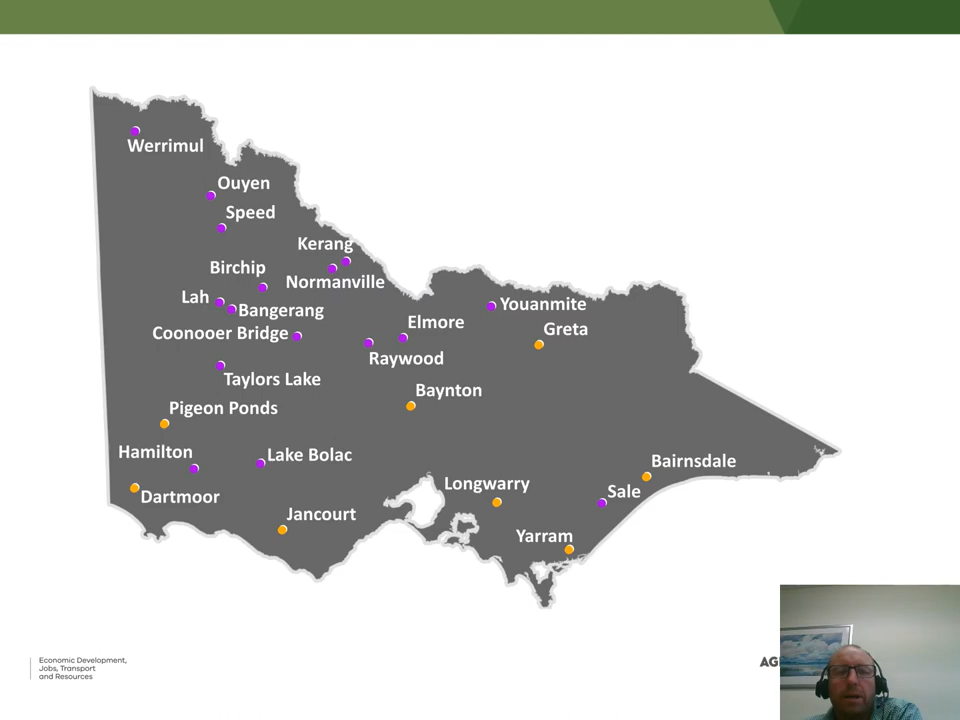 Werrimul
Ouyen
Speed
Kerang
Birchip
Normanville
Lah
Bangerang
Youanmite
Elmore
Greta
Coonooer Bridge
Raywood
Taylors Lake
Baynton
Pigeon Ponds
Hamilton
Lake Bolac
Bairnsdale
Longwarry
Sale
Dartmoor
Jancourt
Yarram
Economic Development,
Jobs, Transport
and Resources